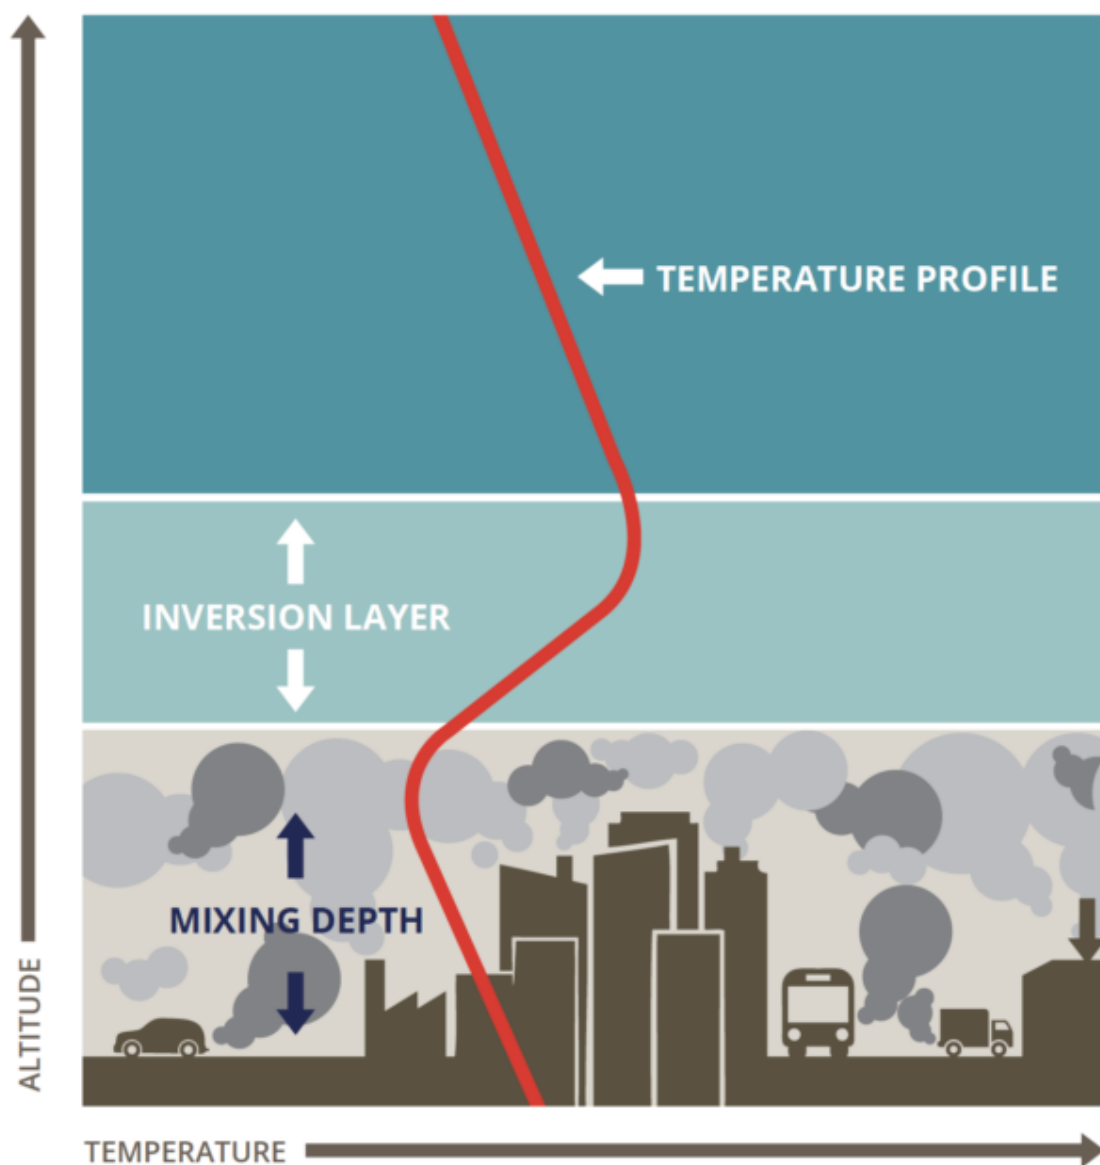 TEMPERATURE PROFILE
INVERSION LAYER
MIXING DEPTH
ALTITUDE
TEMPERATURE